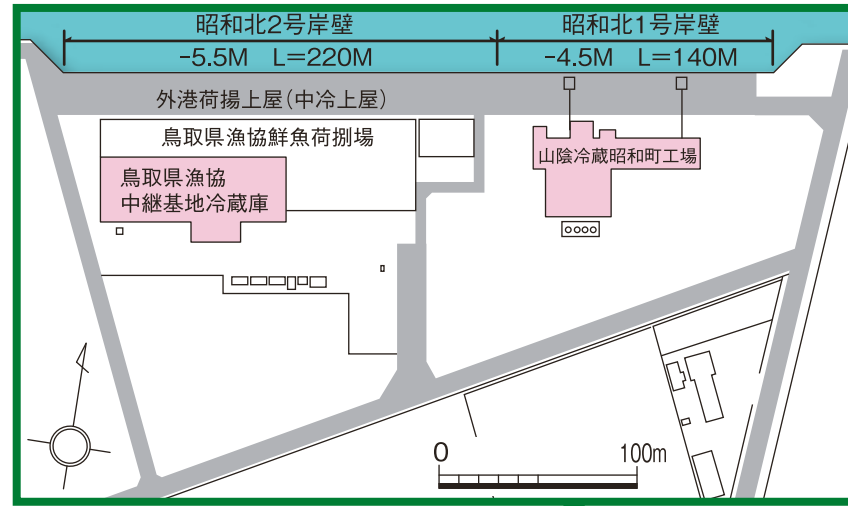 昭和北2号岸壁
昭和北1号岸壁
-5.5M L=220M
-4.5M L=140M
外港荷揚上屋(中冷上屋)
鳥取県漁協鮮魚荷捌場
山陰冷蔵昭和町工場
鳥取県漁協
中継基地冷蔵庫
0
100m